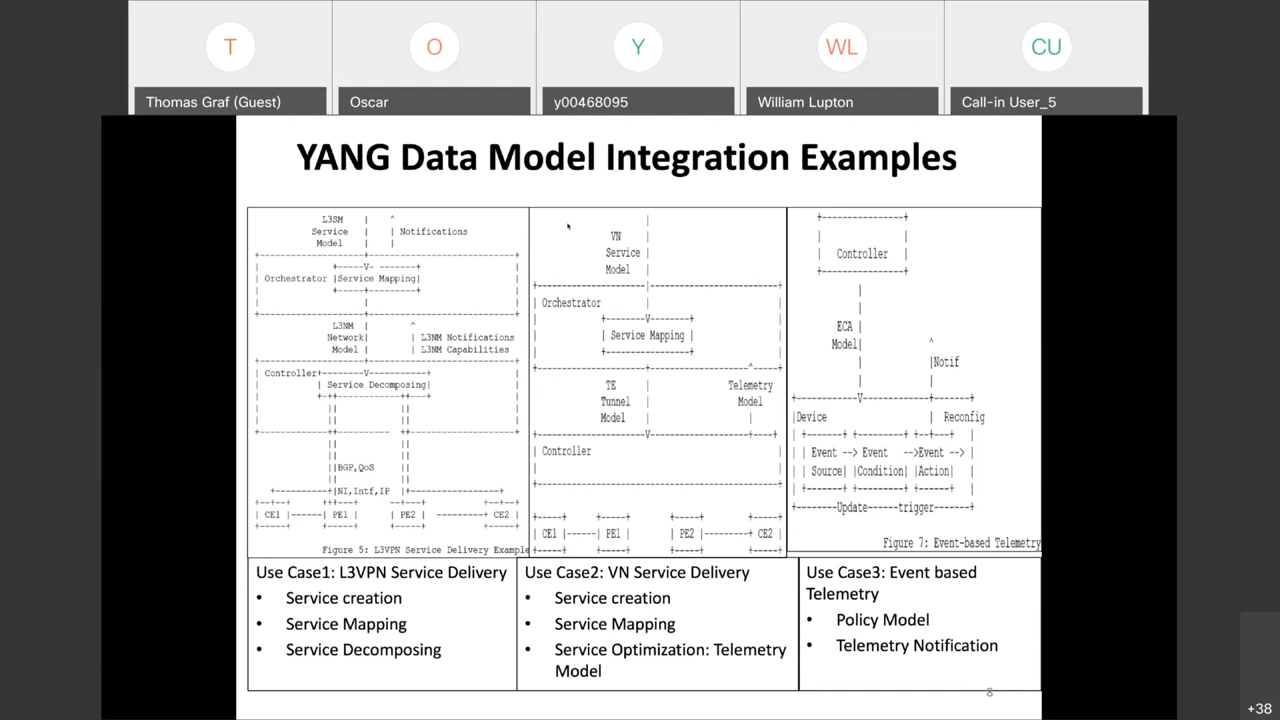 T
O
Y
WL
CU
Thomas Graf (Guest)
Oscar
y00468095
William Lupton
Call-in User_5
YANG Data Model Integration Examples
L3SM | ^
Service | | Notifications
Model | |
+---------------------+-----------------------------+
| +-----V- -------+ |
| Orchestrator |Service Mapping| |
| +-----+---------+ |
| | |
+---------------------+-----------------------------+
L3NM | ^
Network| | L3NM Notifications
Model | | L3NM Capabilities
+---------------------+-----------------------------+
| Controller+--------V-----------+ |
| | Service Decomposing| |
| +-++------------++---+ |
| || || |
| || || |
+---------------++---------- ++---------------------+
|| ||
|| ||
||BGP,QoS ||
+----------+|NI,Intf,IP |+-----------------+
+--+--+ +++---+ --+---+ +--+--+
| CE1 |------| PE1 | | PE2 | ---------+ CE2 |
+-----+ +-----+ +-----+ +-----+
Figure 5: L3VPN Service Delivery Example
|
VN |
Service |
Model |
+----------------------|--------------------------+
| Orchestrator | |
| +--------V--------+ |
| | Service Mapping | |
| +-----------------+ |
+----------------------+--------------------^-----+
TE | Telemetry
Tunnel | Model
Model | |
+----------------------V--------------------+-----+
| Controller |
| |
+-------------------------------------------------+
+-----+ +-----+ +-----+ +-----+
| CE1 |------| PE1 | | PE2 |---------+ CE2 |
+-----+ +-----+ +-----+ +-----+
+----------------+
| |
| Controller |
+----------------+
|
|
ECA |
Model| ^
| |Notif
| |
+------------V-------------+-------+
|Device | Reconfig
| +-------+ +---------+ +--+---+ |
| | Event --> Event -->Event --> |
| | Source| |Condition| |Action| |
| +-------+ +---------+ +------+ |
+--------Update------trigger-------+
Figure 7: Event-based Telemetry
Use Case1: L3VPN Service Delivery
• Service creation
• Service Mapping
• Service Decomposing
Use Case2: VN Service Delivery
• Service creation
• Service Mapping
• Service Optimization: Telemetry
Model
Use Case3: Event based
Telemetry
• Policy Model
• Telemetry Notification
8
+38